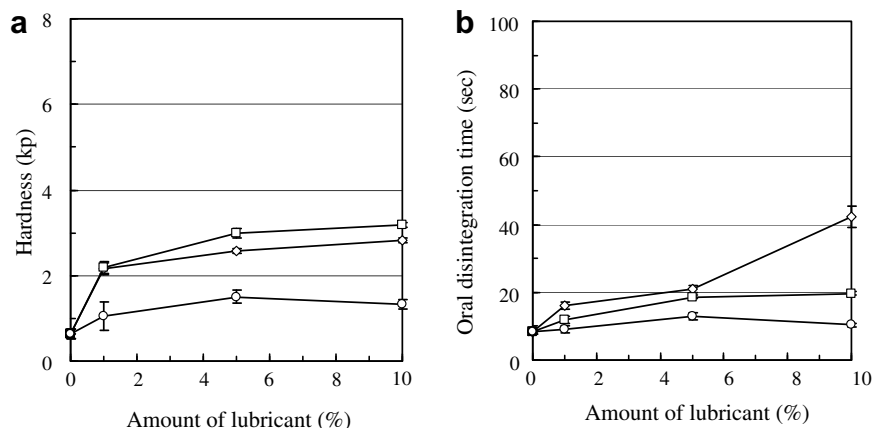 a
8
6
4
2
0
Hardness (kp)
0 2 4 6 8 10
Amount of lubricant (%)
b
100
80
60
40
20
0
Oral disintegration time (sec)
0 2 4 6 8 10
Amount of lubricant (%)